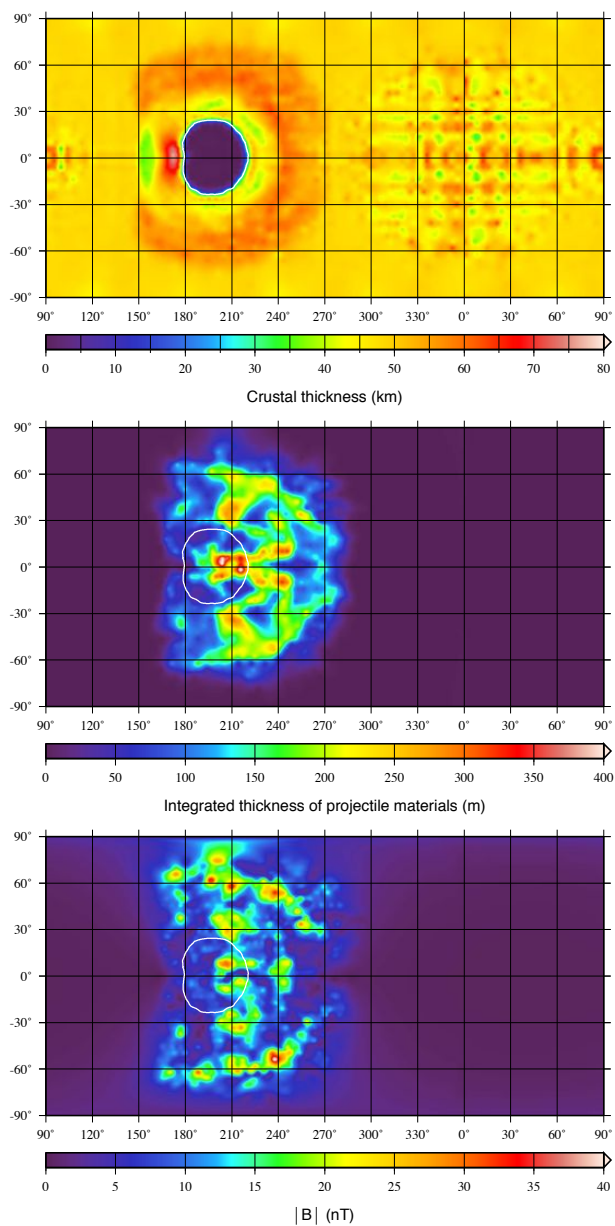 90°
60°
30°
0°
-30°
-60°
-90°
90° 120° 150° 180° 210° 240° 270° 300° 330° 0° 30° 60° 90°
0 10 20 30 40 50 60 70 80
Crustal thickness (km)
90°
60°
30°
0°
-30°
-60°
-90°
90° 120° 150° 180° 210° 240° 270° 300° 330° 0° 30° 60° 90°
0 50 100 150 200 250 300 350 400
Integrated thickness of projectile materials (m)
90°
60°
30°
0°
-30°
-60°
-90°
90° 120° 150° 180° 210° 240° 270° 300° 330° 0° 30° 60° 90°
0 5 10 15 20 25 30 35 40
|B| (nT)